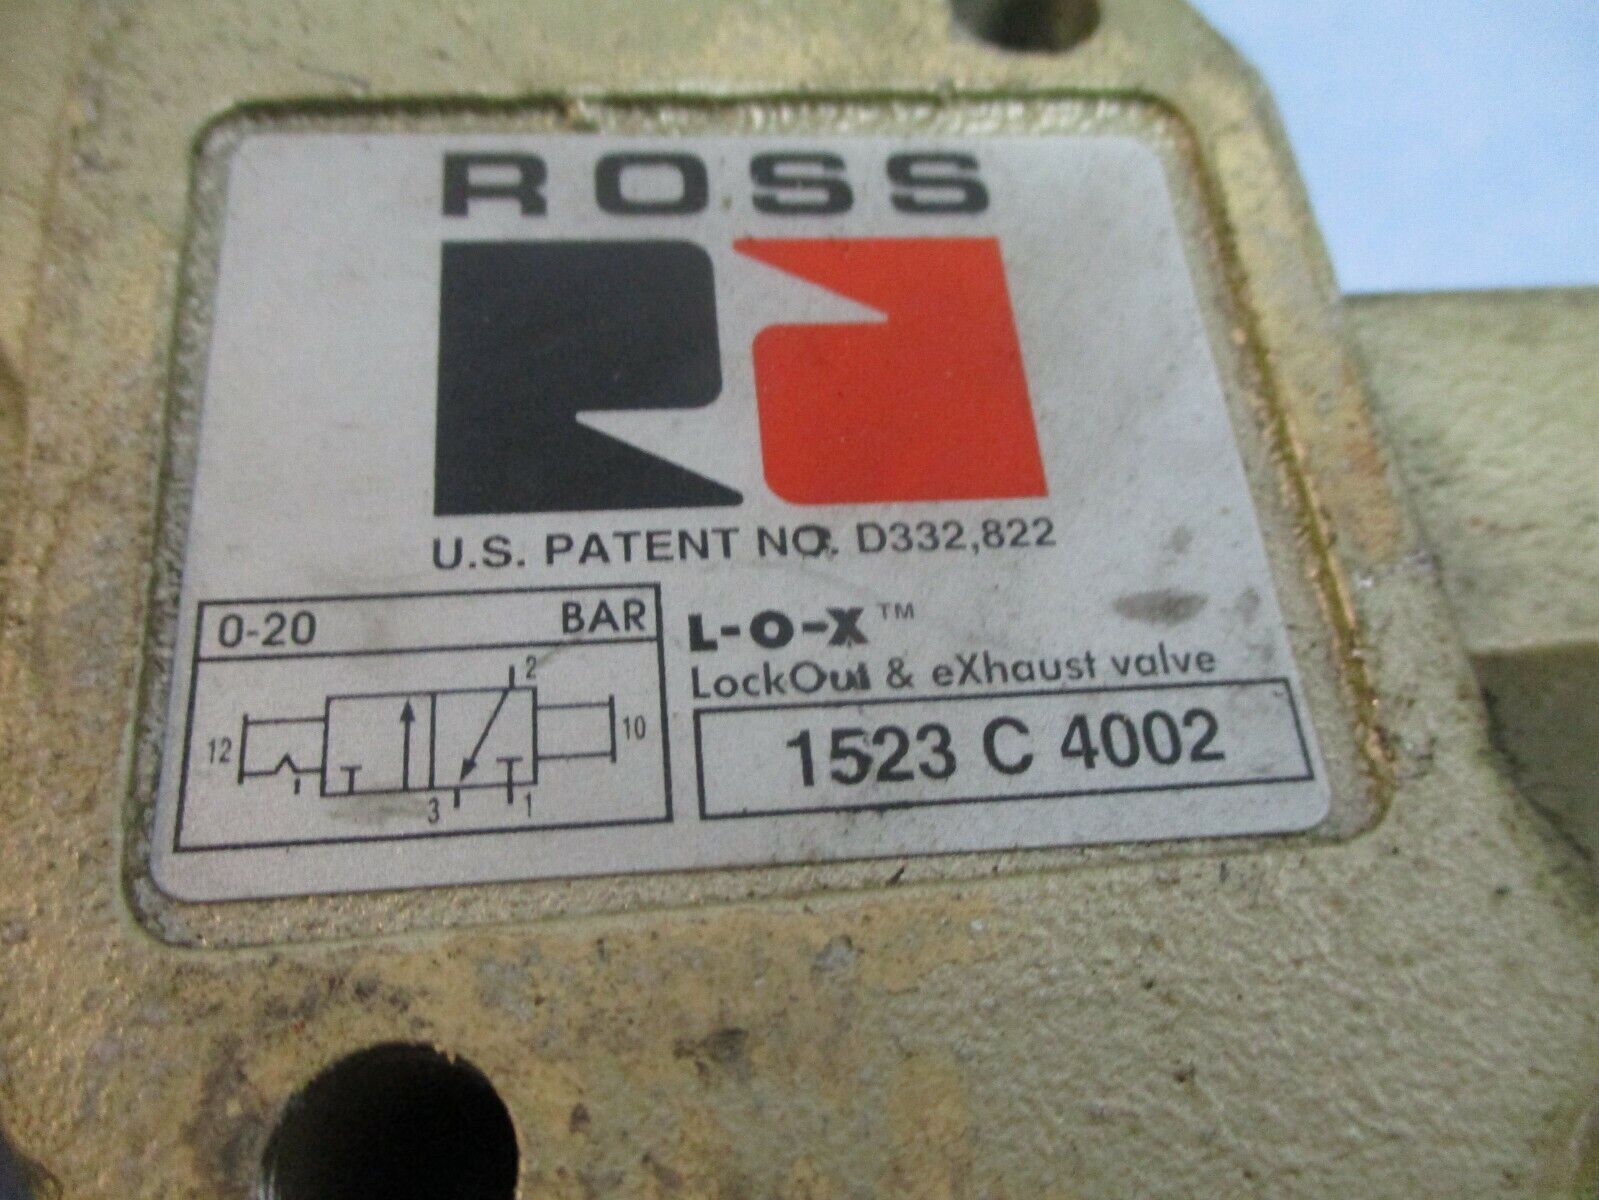 ROSS
U.S. PATENT NO. D332,822
0-20 BAR
L-O-X™
LockOut & eXhaust valve
1523 C 4002
2
12
10
3
1